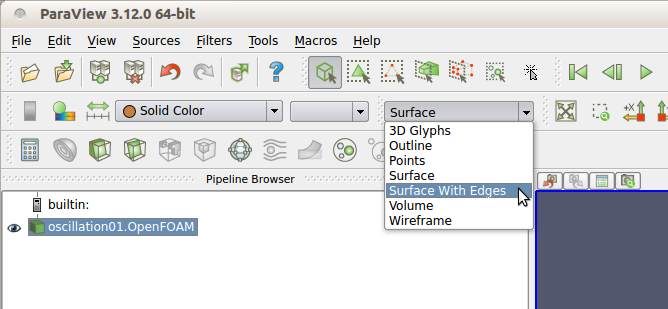 ParaView 3.12.0 64-bit
File Edit View Sources Filters Tools Macros Help
Solid Color Surface
3D Glyphs
Outline
Points
Surface
Surface With Edges
Volume
Wireframe
Pipeline Browser
builtin:
oscillation01.OpenFOAM